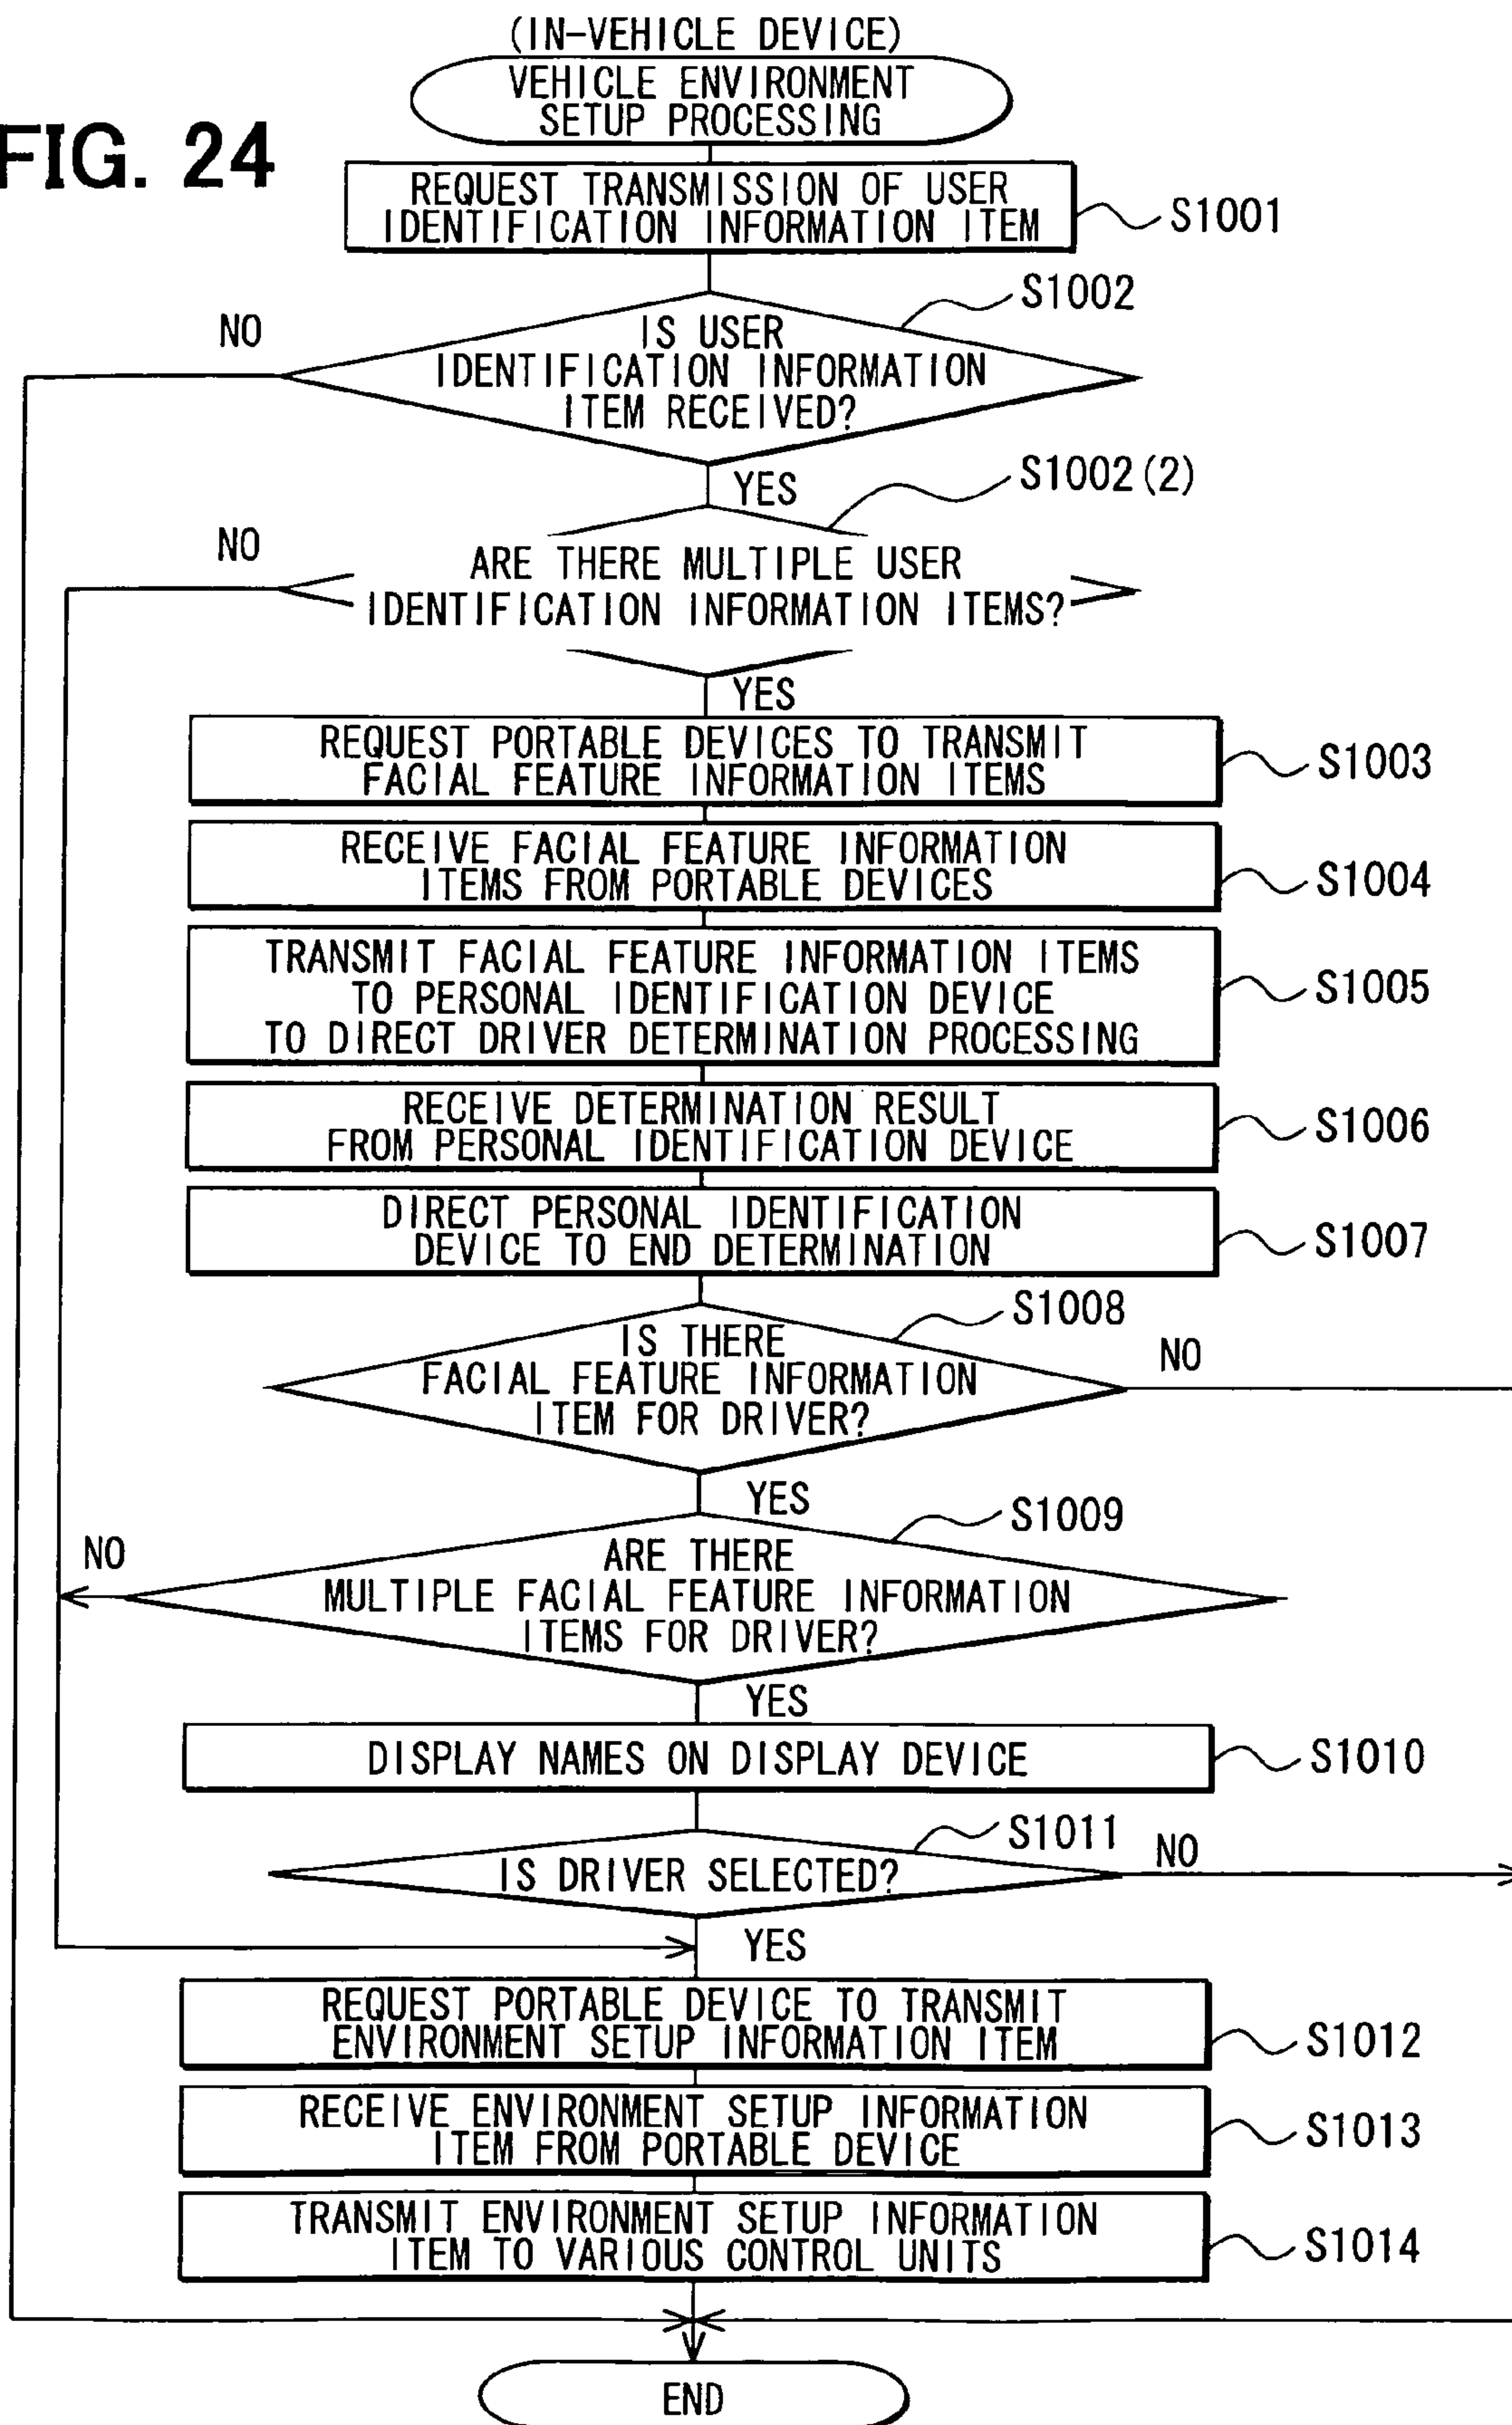 (IN-VEHICLE DEVICE)
VEHICLE ENVIRONMENT
SETUP PROCESSING
FIG. 24
REQUEST TRANSMISSION OF USER
IDENTIFICATION INFORMATION ITEM
S1001
S1002
NO
IS USER
IDENTIFICATION INFORMATION
ITEM RECEIVED?
YES
S1002(2)
NO
ARE THERE MULTIPLE USER
IDENTIFICATION INFORMATION ITEMS?
YES
REQUEST PORTABLE DEVICES TO TRANSMIT
FACIAL FEATURE INFORMATION ITEMS
S1003
RECEIVE FACIAL FEATURE INFORMATION
ITEMS FROM PORTABLE DEVICES
S1004
TRANSMIT FACIAL FEATURE INFORMATION ITEMS
TO PERSONAL IDENTIFICATION DEVICE
TO DIRECT DRIVER DETERMINATION PROCESSING
S1005
RECEIVE DETERMINATION RESULT
FROM PERSONAL IDENTIFICATION DEVICE
S1006
DIRECT PERSONAL IDENTIFICATION
DEVICE TO END DETERMINATION
S1007
S1008
IS THERE
FACIAL FEATURE INFORMATION
ITEM FOR DRIVER?
NO
YES
S1009
NO
ARE THERE
MULTIPLE FACIAL FEATURE INFORMATION
ITEMS FOR DRIVER?
YES
DISPLAY NAMES ON DISPLAY DEVICE
S1010
S1011
IS DRIVER SELECTED?
NO
YES
REQUEST PORTABLE DEVICE TO TRANSMIT
ENVIRONMENT SETUP INFORMATION ITEM
S1012
RECEIVE ENVIRONMENT SETUP INFORMATION
ITEM FROM PORTABLE DEVICE
S1013
TRANSMIT ENVIRONMENT SETUP INFORMATION
ITEM TO VARIOUS CONTROL UNITS
S1014
END